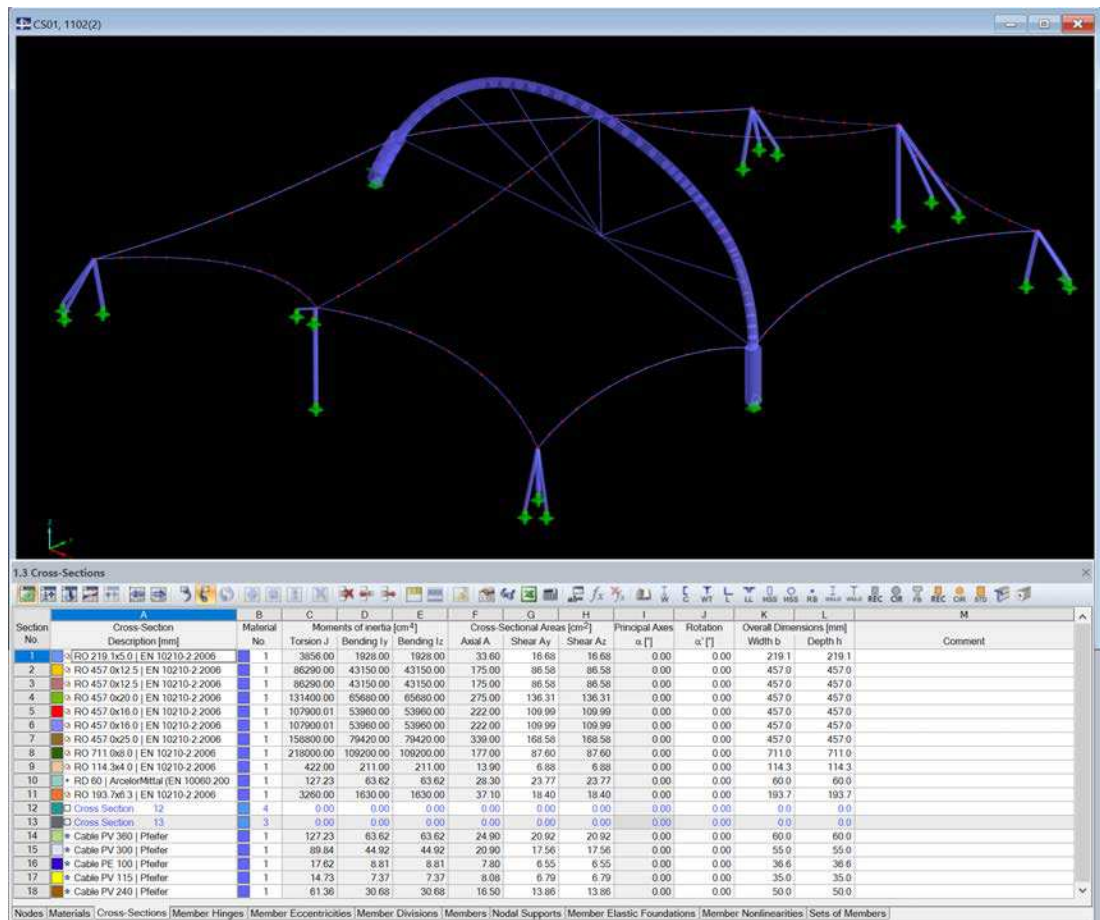 CS01, 1102(2)
1.3 Cross-Sections
A B C D E F G H I J K L M
Section Cross-Section Material Moments of inertia [cm⁴] Cross-Sectional Areas [cm²] Principal Axes Rotation Overall Dimensions [mm]
No. Description [mm] No. Torsion J Bending Iy Bending Iz Axial A Shear Ay Shear Az α [°] α' [°] Width b Depth h Comment
1 RO 219.1x5.0 | EN 10210-2:2006 1 3856.00 1928.00 1928.00 33.60 16.68 16.68 0.00 0.00 219.1 219.1
2 RO 457.0x12.5 | EN 10210-2:2006 1 86290.00 43150.00 43150.00 175.00 86.58 86.58 0.00 0.00 457.0 457.0
3 RO 457.0x12.5 | EN 10210-2:2006 1 86290.00 43150.00 43150.00 175.00 86.58 86.58 0.00 0.00 457.0 457.0
4 RO 457.0x20.0 | EN 10210-2:2006 1 131400.00 65680.00 65680.00 275.00 136.31 136.31 0.00 0.00 457.0 457.0
5 RO 457.0x16.0 | EN 10210-2:2006 1 107900.01 53960.00 53960.00 222.00 109.99 109.99 0.00 0.00 457.0 457.0
6 RO 457.0x16.0 | EN 10210-2:2006 1 107900.01 53960.00 53960.00 222.00 109.99 109.99 0.00 0.00 457.0 457.0
7 RO 457.0x25.0 | EN 10210-2:2006 1 158800.00 79420.00 79420.00 339.00 168.58 168.58 0.00 0.00 457.0 457.0
8 RO 711.0x8.0 | EN 10210-2:2006 1 218000.00 109200.00 109200.00 177.00 87.60 87.60 0.00 0.00 711.0 711.0
9 RO 114.3x4.0 | EN 10210-2:2006 1 422.00 211.00 211.00 13.90 6.88 6.88 0.00 0.00 114.3 114.3
10 RD 60 | ArcelorMittal (EN 10060:200 1 127.23 63.62 63.62 28.30 23.77 23.77 0.00 0.00 60.0 60.0
11 RO 193.7x6.3 | EN 10210-2:2006 1 3260.00 1630.00 1630.00 37.10 18.40 18.40 0.00 0.00 193.7 193.7
12 Cross Section 12 4 0.00 0.00 0.00 0.00 0.00 0.00 0.00 0.00 0.0 0.0
13 Cross Section 13 3 0.00 0.00 0.00 0.00 0.00 0.00 0.00 0.00 0.0 0.0
14 Cable PV 360 | Pfeifer 1 127.23 63.62 63.62 24.90 20.92 20.92 0.00 0.00 60.0 60.0
15 Cable PV 300 | Pfeifer 1 89.84 44.92 44.92 20.90 17.56 17.56 0.00 0.00 55.0 55.0
16 Cable PE 100 | Pfeifer 1 17.62 8.81 8.81 7.80 6.55 6.55 0.00 0.00 36.6 36.6
17 Cable PV 115 | Pfeifer 1 14.73 7.37 7.37 8.08 6.79 6.79 0.00 0.00 35.0 35.0
18 Cable PV 240 | Pfeifer 1 61.36 30.68 30.68 16.50 13.86 13.86 0.00 0.00 50.0 50.0
Nodes Materials Cross-Sections Member Hinges Member Eccentricities Member Divisions Members Nodal Supports Member Elastic Foundations Member Nonlinearities Sets of Members